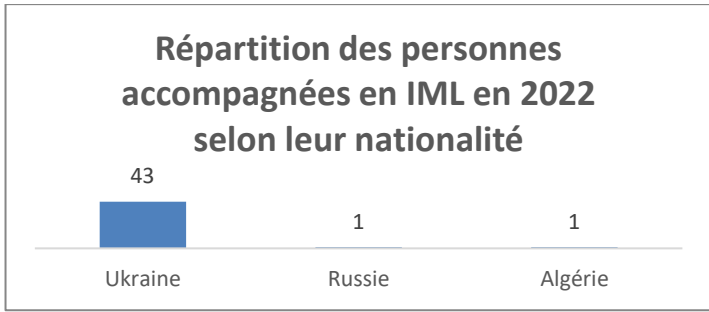 Répartition des personnes
accompagnées en IML en 2022
selon leur nationalité
43
1
1
Ukraine
Russie
Algérie